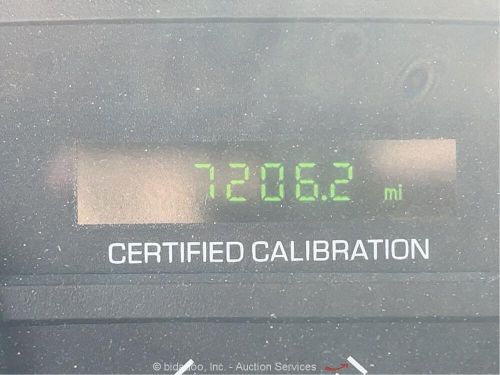 7206.2 mi
CERTIFIED CALIBRATION
© bidadoo, Inc. - Auction Services